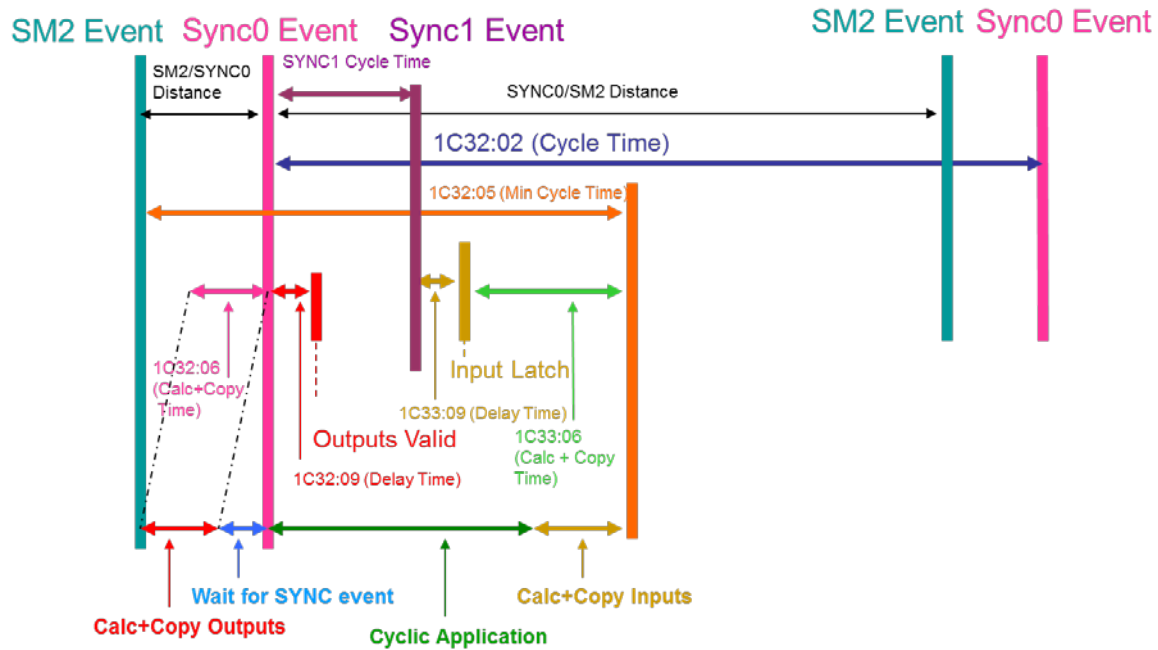 SM2 Event
Sync0 Event
Sync1 Event
SM2 Event
Sync0 Event
SYNC1 Cycle Time
SM2/SYNC0
Distance
SYNC0/SM2 Distance
1C32:02 (Cycle Time)
1C32:05 (Min Cycle Time)
1C32:06
(Calc+Copy
Time)
Input Latch
1C33:09 (Delay Time)
Outputs Valid
1C33:06
(Calc + Copy
Time)
1C32:09 (Delay Time)
Wait for SYNC event
Calc+Copy Inputs
Calc+Copy Outputs
Cyclic Application